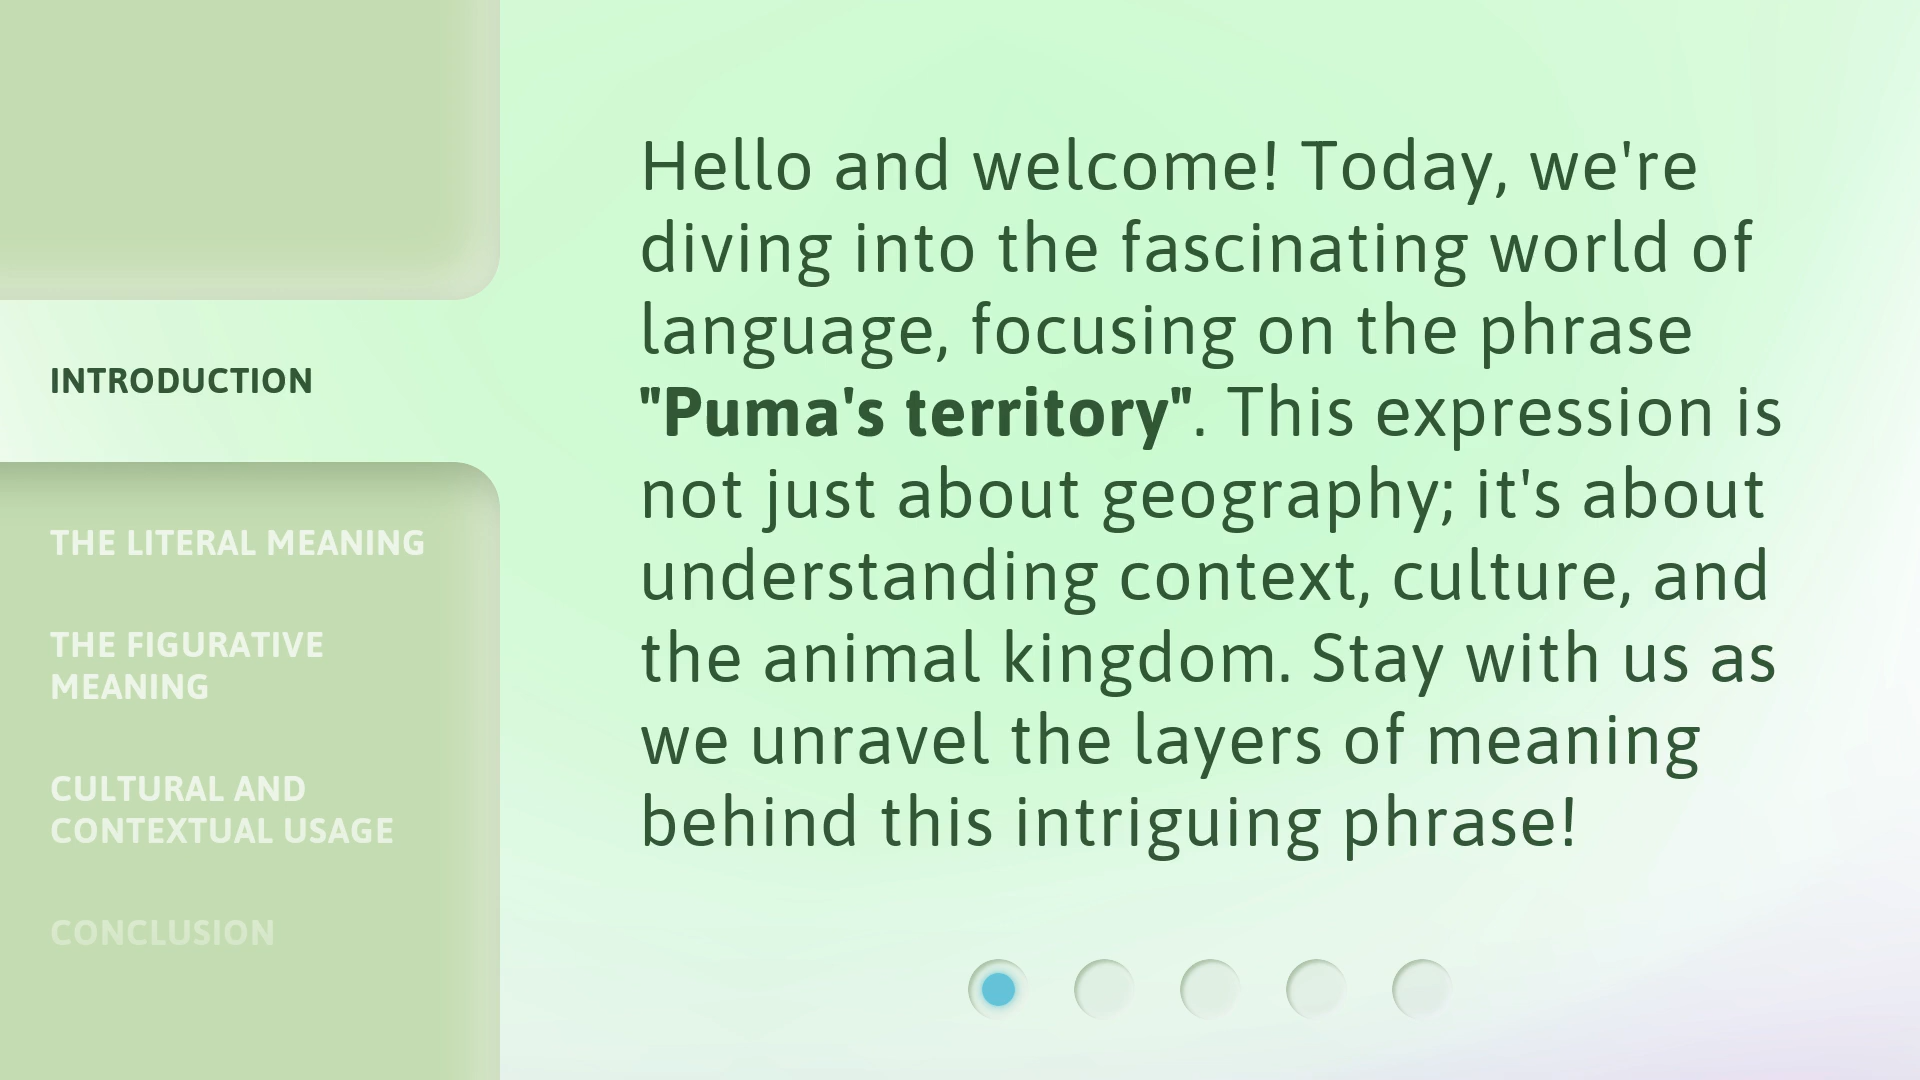 INTRODUCTION
THE LITERAL MEANING
THE FIGURATIVE
MEANING
CULTURAL AND
CONTEXTUAL USAGE
CONCLUSION
Hello and welcome! Today, we're
diving into the fascinating world of
language, focusing on the phrase
"Puma's territory". This expression is
not just about geography; it's about
understanding context, culture, and
the animal kingdom. Stay with us as
we unravel the layers of meaning
behind this intriguing phrase!